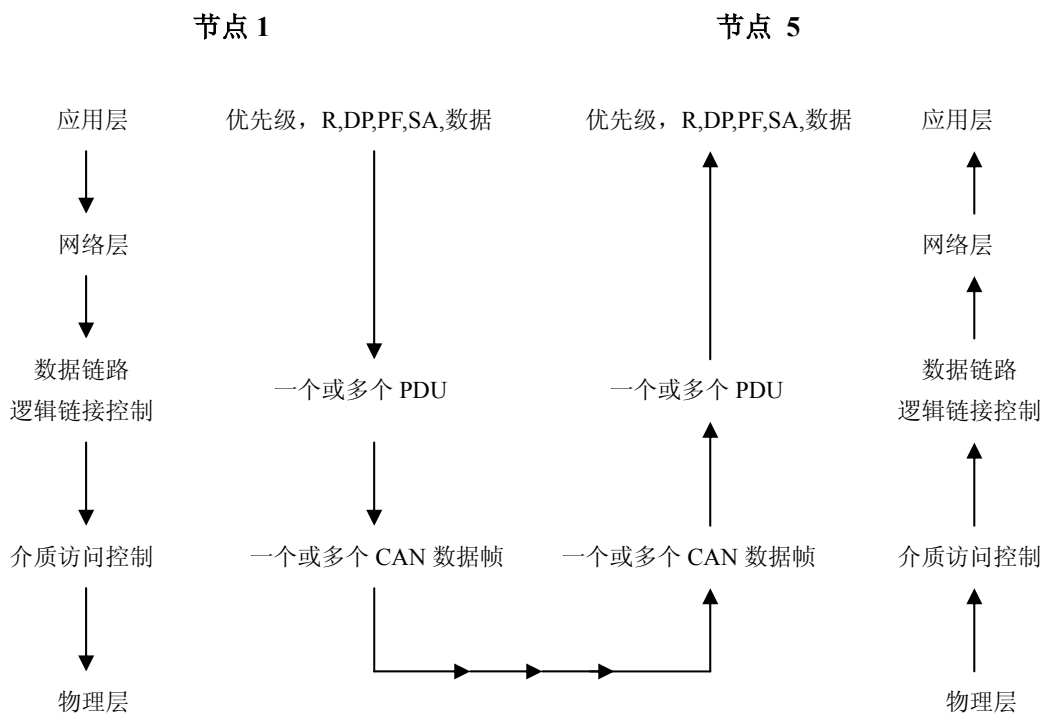 节点 1 节点 5
应用层 优先级，R,DP,PF,SA,数据 优先级，R,DP,PF,SA,数据 应用层
网络层 网络层
数据链路 数据链路
逻辑链接控制 一个或多个 PDU 一个或多个 PDU 逻辑链接控制
介质访问控制 一个或多个 CAN 数据帧 一个或多个 CAN 数据帧 介质访问控制
物理层 物理层